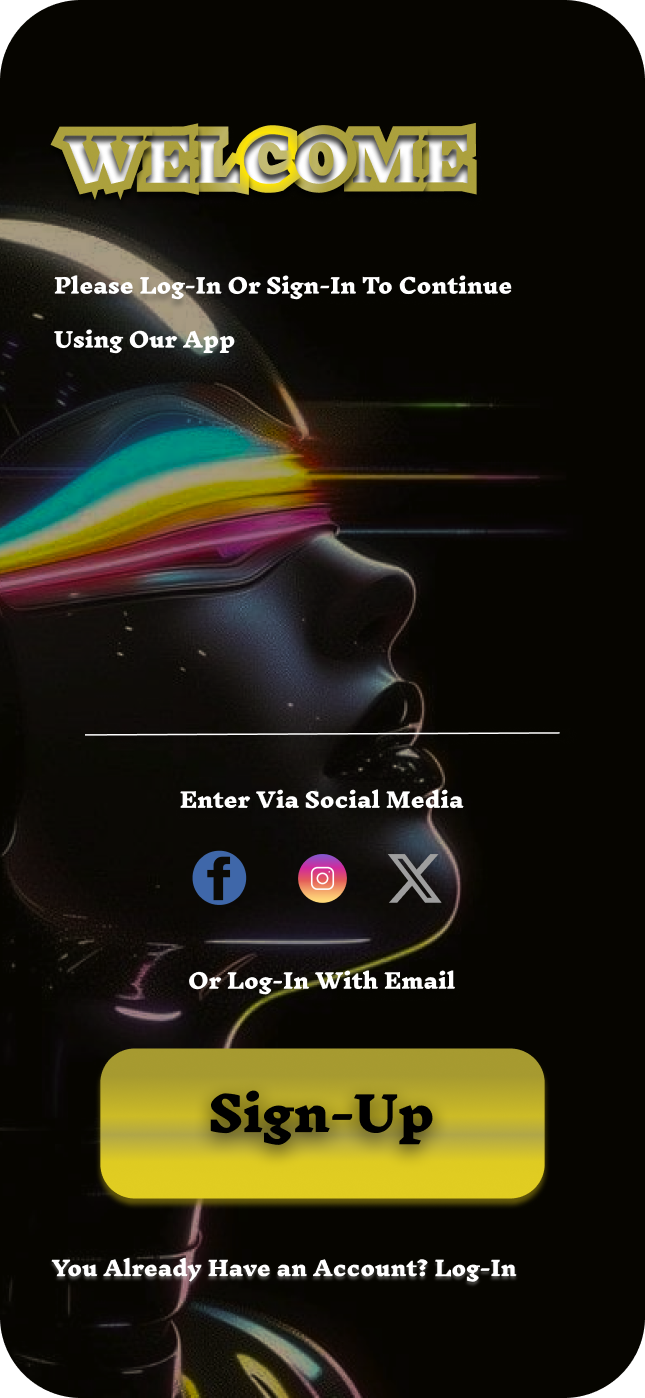 WELCOME
Please Log-In Or Sign-In To Continue
Using Our App
Enter Via Social Media
Or Log-In With Email
Sign-Up
You Already Have an Account? Log-In